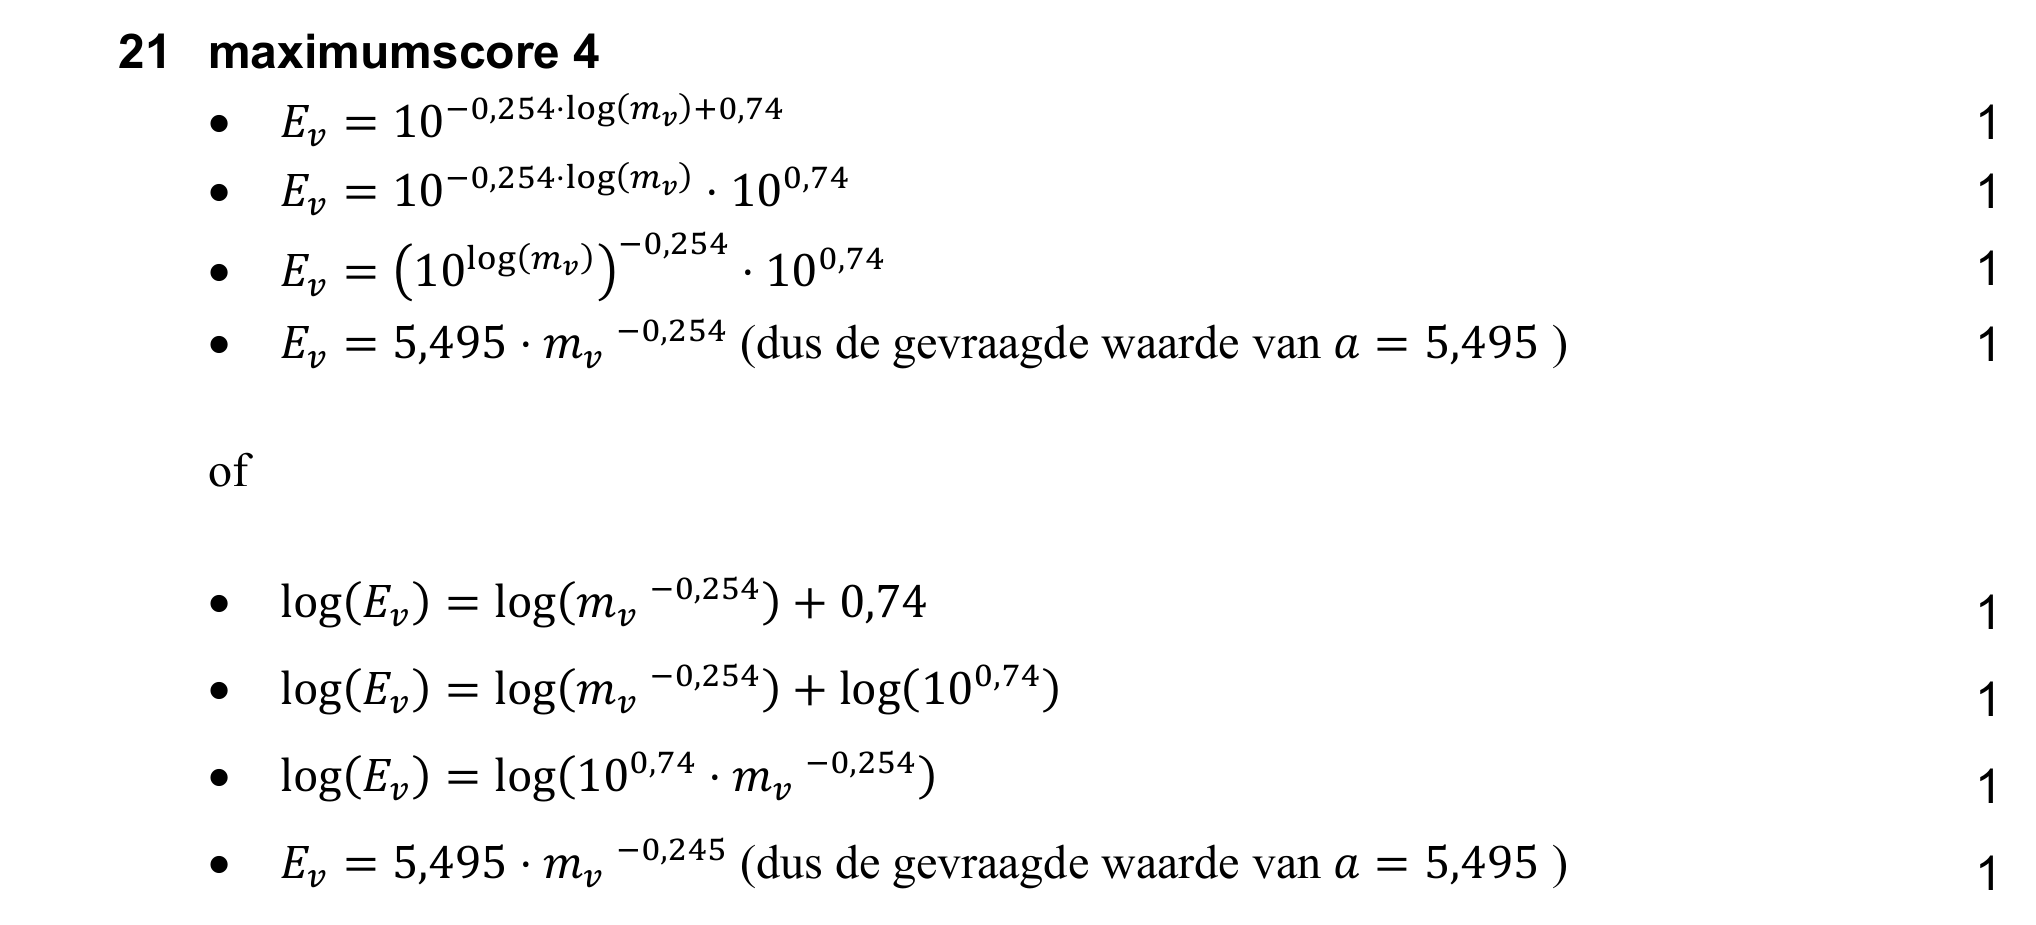 21 maximumscore 4
• E_v = 10^{−0,254·log(m_v)+0,74} 1
• E_v = 10^{−0,254·log(m_v)} · 10^{0,74} 1
• E_v = (10^{log(m_v)})^{−0,254} · 10^{0,74} 1
• E_v = 5,495 · m_v^{−0,254} (dus de gevraagde waarde van a = 5,495 ) 1
of
• log(E_v) = log(m_v^{−0,254}) + 0,74 1
• log(E_v) = log(m_v^{−0,254}) + log(10^{0,74}) 1
• log(E_v) = log(10^{0,74} · m_v^{−0,254}) 1
• E_v = 5,495 · m_v^{−0,245} (dus de gevraagde waarde van a = 5,495 ) 1